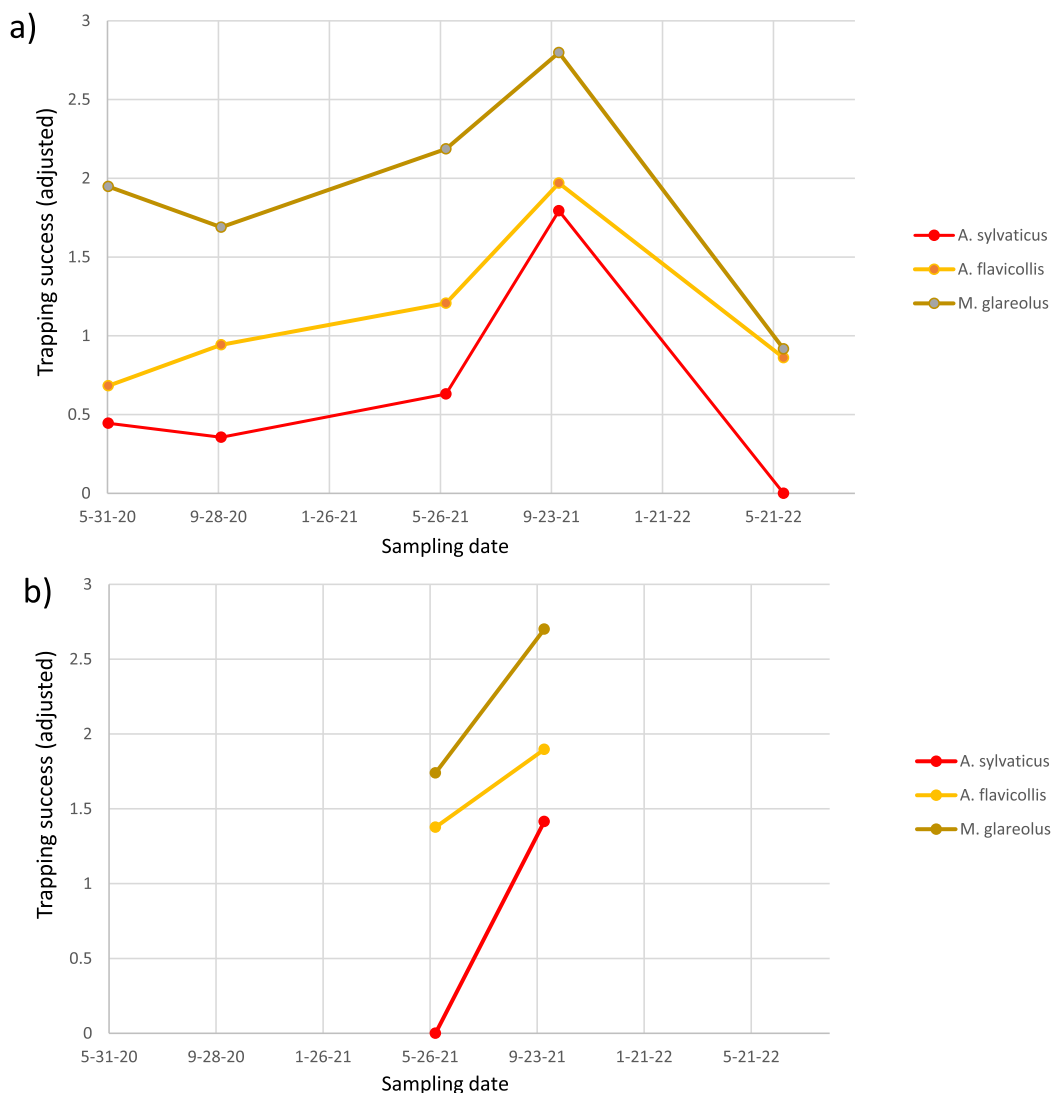 a)
3
2.5
2
1.5
1
0.5
0
Trapping success (adjusted)
5-31-20 9-28-20 1-26-21 5-26-21 9-23-21 1-21-22 5-21-22
Sampling date
A. sylvaticus
A. flavicollis
M. glareolus
b)
3
2.5
2
1.5
1
0.5
0
Trapping success (adjusted)
5-31-20 9-28-20 1-26-21 5-26-21 9-23-21 1-21-22 5-21-22
Sampling date
A. sylvaticus
A. flavicollis
M. glareolus